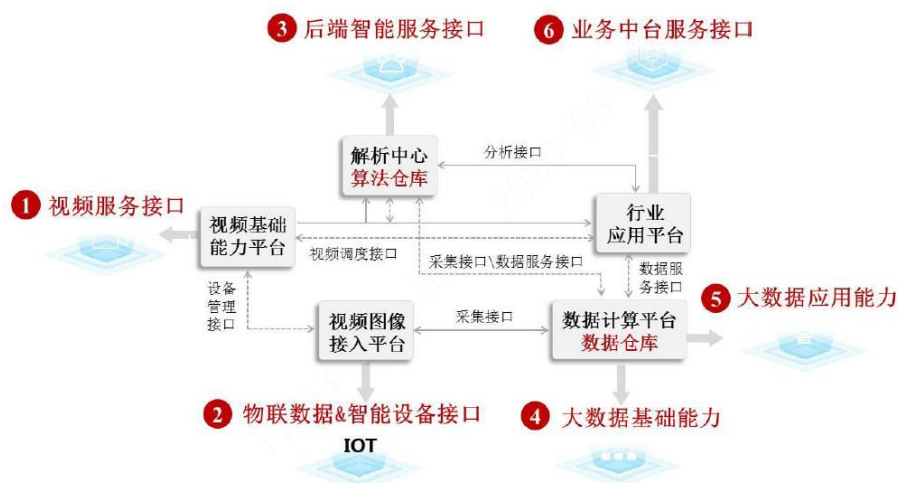 3 后端智能服务接口
6 业务中台服务接口
解析中心
算法仓库
分析接口
1 视频服务接口
视频基础
能力平台
行业
应用平台
视频调度接口
采集接口\数据服务接口
数据服
务接口
设备
管理
接口
5 大数据应用能力
视频图像
接入平台
采集接口
数据计算平台
数据仓库
2 物联数据&智能设备接口
IOT
4 大数据基础能力